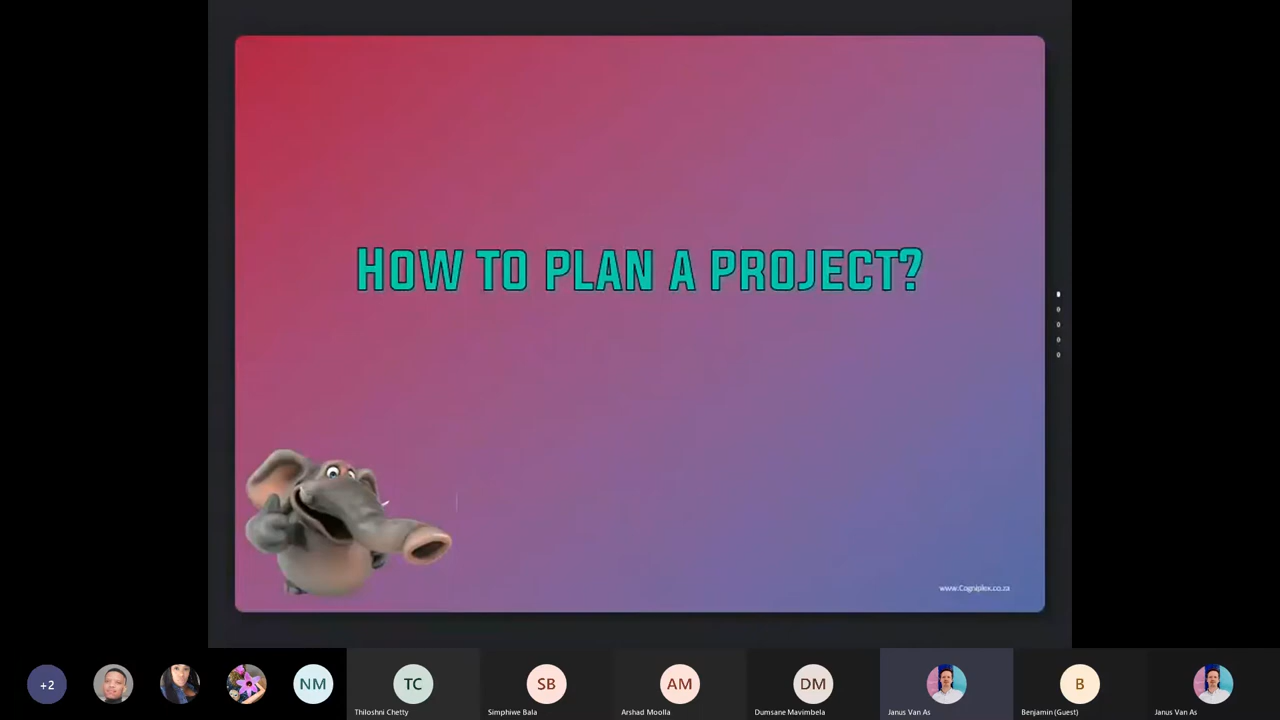 How to plan a project?
www.Cogniplex.co.za
+2
NM
TC
SB
AM
DM
B
Thiloshni Chetty
Simphiwe Bala
Arshad Moolla
Dumsane Mavimbela
Janus Van As
Benjamin (Guest)
Janus Van As